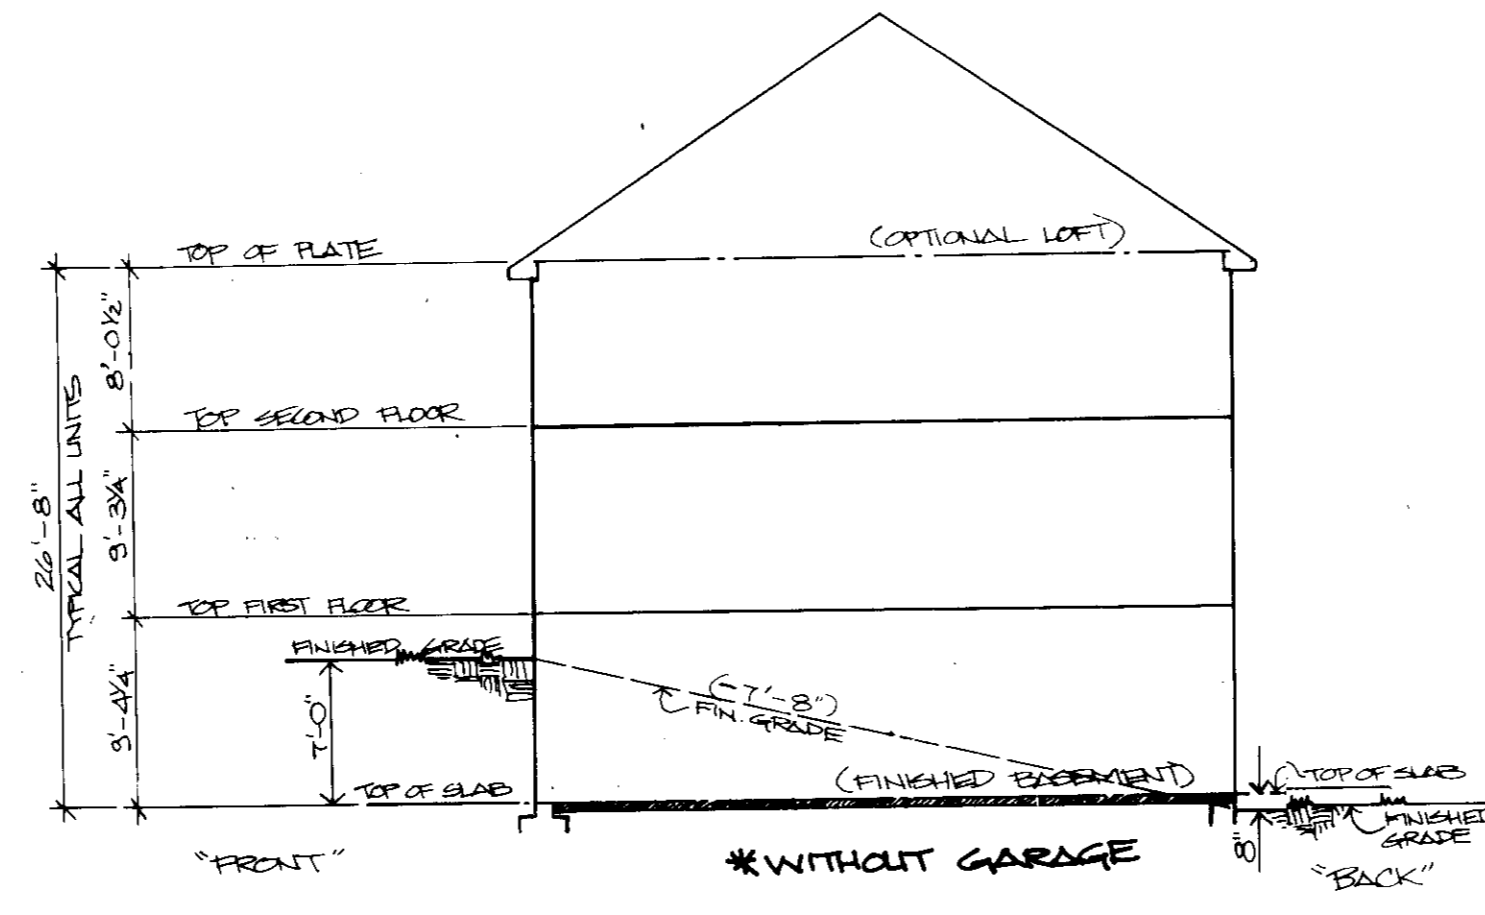 (OPTIONAL LOFT)
TOP OF PLATE
8'-0½"
TOP SECOND FLOOR
26'-8"
TYPICAL ALL UNITS
9'-3¼"
TOP FIRST FLOOR
FINISHED GRADE
9'-4¼"
7'-0"
(-7'-8")
FIN. GRADE
(FINISHED BASEMENT)
TOP OF SLAB
TOP OF SLAB
FINISHED
GRADE
8"
"FRONT"
*WITHOUT GARAGE
"BACK"